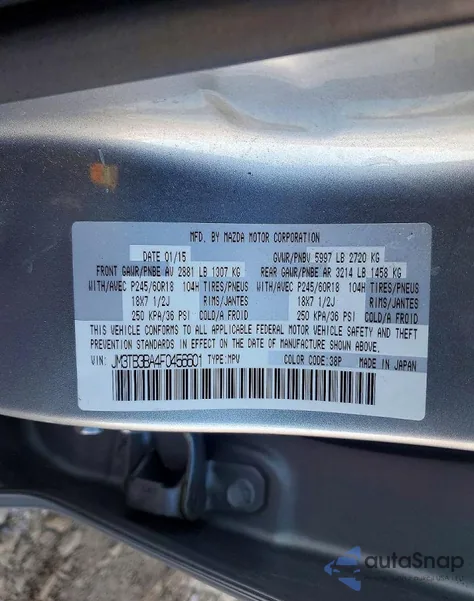 MFD. BY MAZDA MOTOR CORPORATION
DATE 01/15 GVWR/PNBV 5997 LB 2720 KG
FRONT GAWR/PNBE AV 2881 LB 1307 KG REAR GAWR/PNBE AR 3214 LB 1458 KG
WITH/AVEC P245/60R18 104H TIRES/PNEUS WITH/AVEC P245/60R18 104H TIRES/PNEUS
18X7 1/2J RIMS/JANTES 18X7 1/2J RIMS/JANTES
250 KPA/36 PSI COLD/A FROID 250 KPA/36 PSI COLD/A FROID
THIS VEHICLE CONFORMS TO ALL APPLICABLE FEDERAL MOTOR VEHICLE SAFETY AND THEFT
PREVENTION STANDARDS IN EFFECT ON THE DATE OF MANUFACTURE SHOWN ABOVE.
VIN: JM3TB3BA4F0456601 TYPE:MPV COLOR CODE:38P MADE IN JAPAN
autoSnap